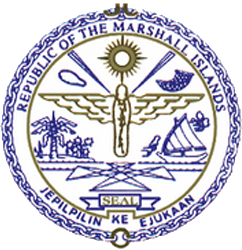 REPUBLIC OF THE MARSHALL ISLANDS
SEAL
JEPILPILIN KE EJUKAAN